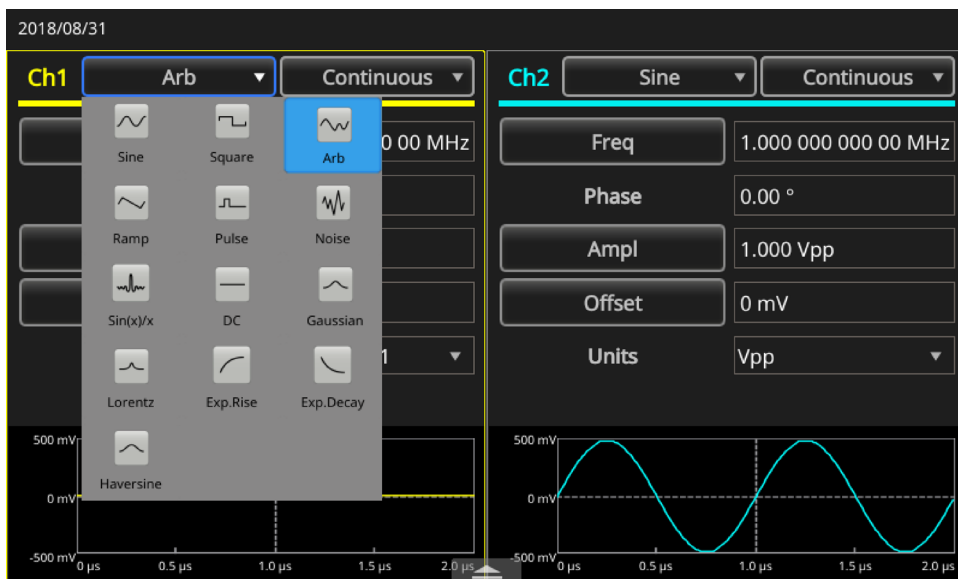 2018/08/31
Ch1 Arb Continuous
Sine Square Arb
Ramp Pulse Noise
Sin(x)/x DC Gaussian
Lorentz Exp.Rise Exp.Decay
Haversine
0 00 MHz
1
500 mV
0 mV
-500 mV
0 µs 0.5 µs 1.0 µs 1.5 µs 2.0 µs
Ch2 Sine Continuous
Freq 1.000 000 000 00 MHz
Phase 0.00 °
Ampl 1.000 Vpp
Offset 0 mV
Units Vpp
500 mV
0 mV
-500 mV
0 µs 0.5 µs 1.0 µs 1.5 µs 2.0 µs